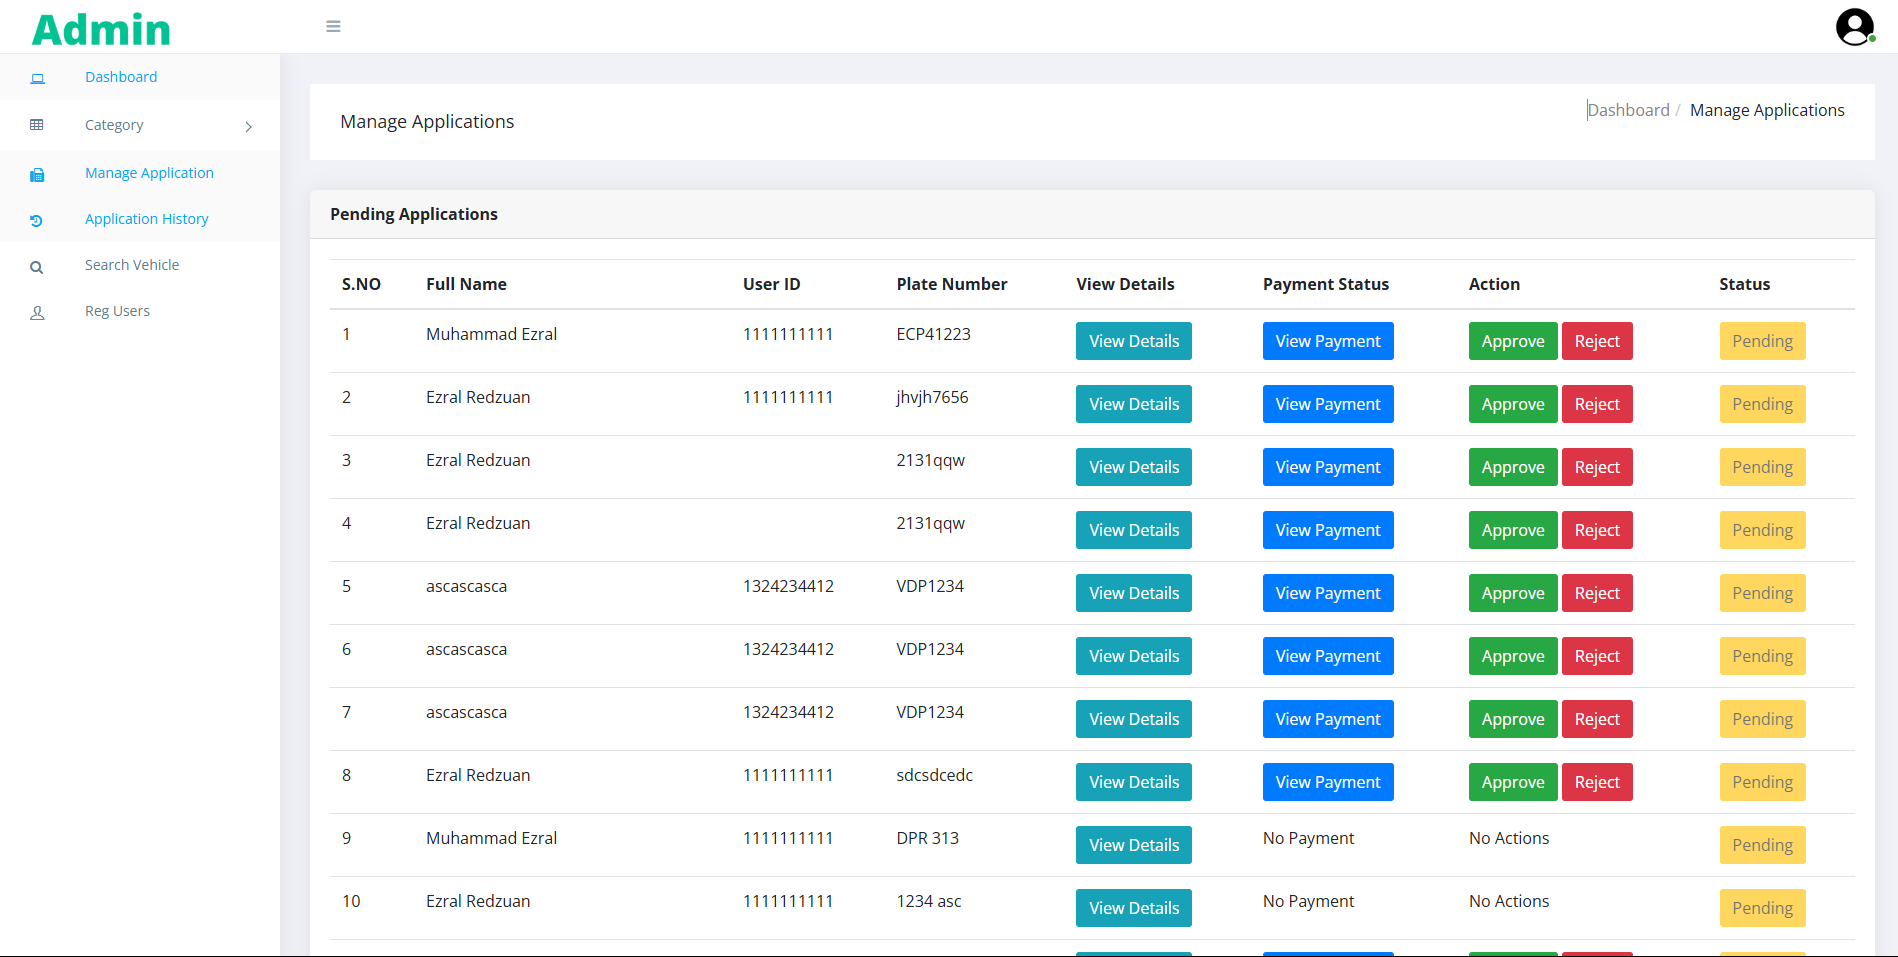 Admin
Dashboard
Category
Manage Application
Application History
Search Vehicle
Reg Users
Manage Applications
Dashboard / Manage Applications
Pending Applications
S.NO Full Name User ID Plate Number View Details Payment Status Action Status
1 Muhammad Ezral 1111111111 ECP41223 View Details View Payment Approve Reject Pending
2 Ezral Redzuan 1111111111 jhvjh7656 View Details View Payment Approve Reject Pending
3 Ezral Redzuan 2131qqw View Details View Payment Approve Reject Pending
4 Ezral Redzuan 2131qqw View Details View Payment Approve Reject Pending
5 ascascasca 1324234412 VDP1234 View Details View Payment Approve Reject Pending
6 ascascasca 1324234412 VDP1234 View Details View Payment Approve Reject Pending
7 ascascasca 1324234412 VDP1234 View Details View Payment Approve Reject Pending
8 Ezral Redzuan 1111111111 sdcsdcedc View Details View Payment Approve Reject Pending
9 Muhammad Ezral 1111111111 DPR 313 View Details No Payment No Actions Pending
10 Ezral Redzuan 1111111111 1234 asc View Details No Payment No Actions Pending